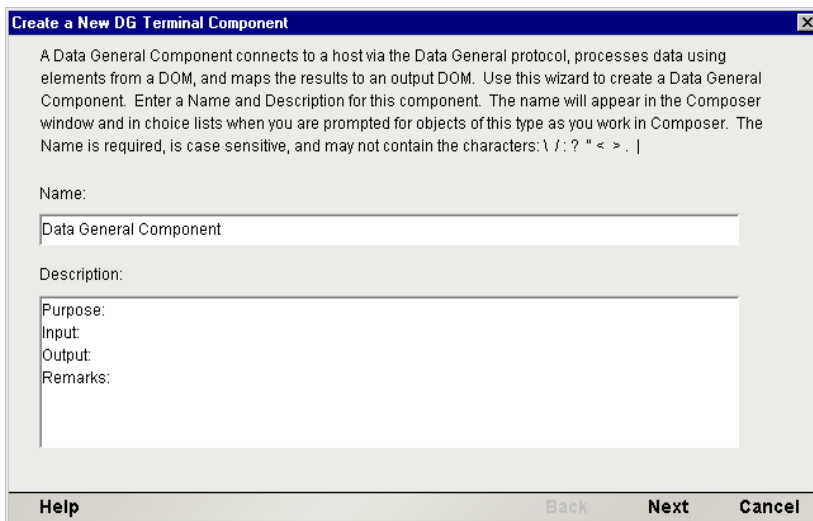 Create a New DG Terminal Component
A Data General Component connects to a host via the Data General protocol, processes data using
elements from a DOM, and maps the results to an output DOM. Use this wizard to create a Data General
Component. Enter a Name and Description for this component. The name will appear in the Composer
window and in choice lists when you are prompted for objects of this type as you work in Composer. The
Name is required, is case sensitive, and may not contain the characters: \ / : ? " < > . |
Name:
Data General Component
Description:
Purpose:
Input:
Output:
Remarks:
Help Back Next Cancel